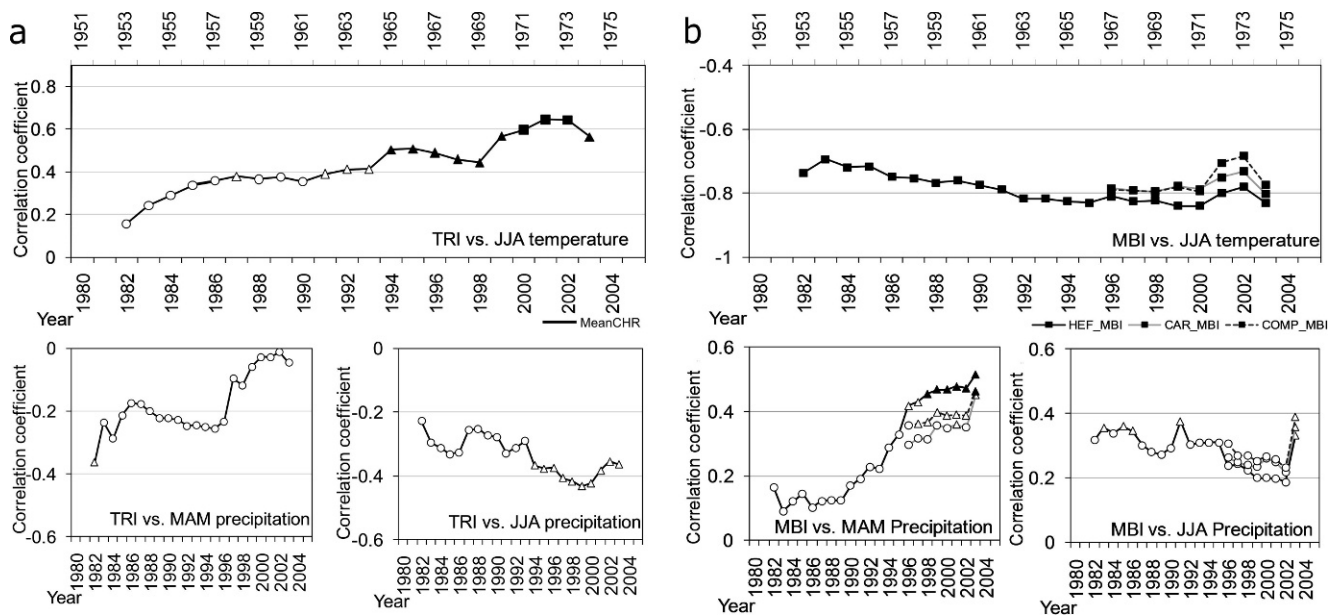 a
1951 1953 1955 1957 1959 1961 1963 1965 1967 1969 1971 1973 1975
Correlation coefficient
0.8
0.6
0.4
0.2
0
TRI vs. JJA temperature
1980 1982 1984 1986 1988 1990 1992 1994 1996 1998 2000 2002 2004
Year
MeanCHR
Correlation coefficient
0
-0.2
-0.4
-0.6
TRI vs. MAM precipitation
1980 1982 1984 1986 1988 1990 1992 1994 1996 1998 2000 2002 2004
Year
Correlation coefficient
0
-0.2
-0.4
-0.6
TRI vs. JJA precipitation
1980 1982 1984 1986 1988 1990 1992 1994 1996 1998 2000 2002 2004
b
1951 1953 1955 1957 1959 1961 1963 1965 1967 1969 1971 1973 1975
Correlation coefficient
-0.4
-0.6
-0.8
-1
MBI vs. JJA temperature
1980 1982 1984 1986 1988 1990 1992 1994 1996 1998 2000 2002 2004
Year
HEF_MBI CAR_MBI COMP_MBI
Correlation coefficient
0.6
0.4
0.2
0
MBI vs. MAM Precipitation
1980 1982 1984 1986 1988 1990 1992 1994 1996 1998 2000 2002 2004
Year
Correlation coefficient
0.6
0.4
0.2
0
MBI vs. JJA Precipitation
1980 1982 1984 1986 1988 1990 1992 1994 1996 1998 2000 2002 2004